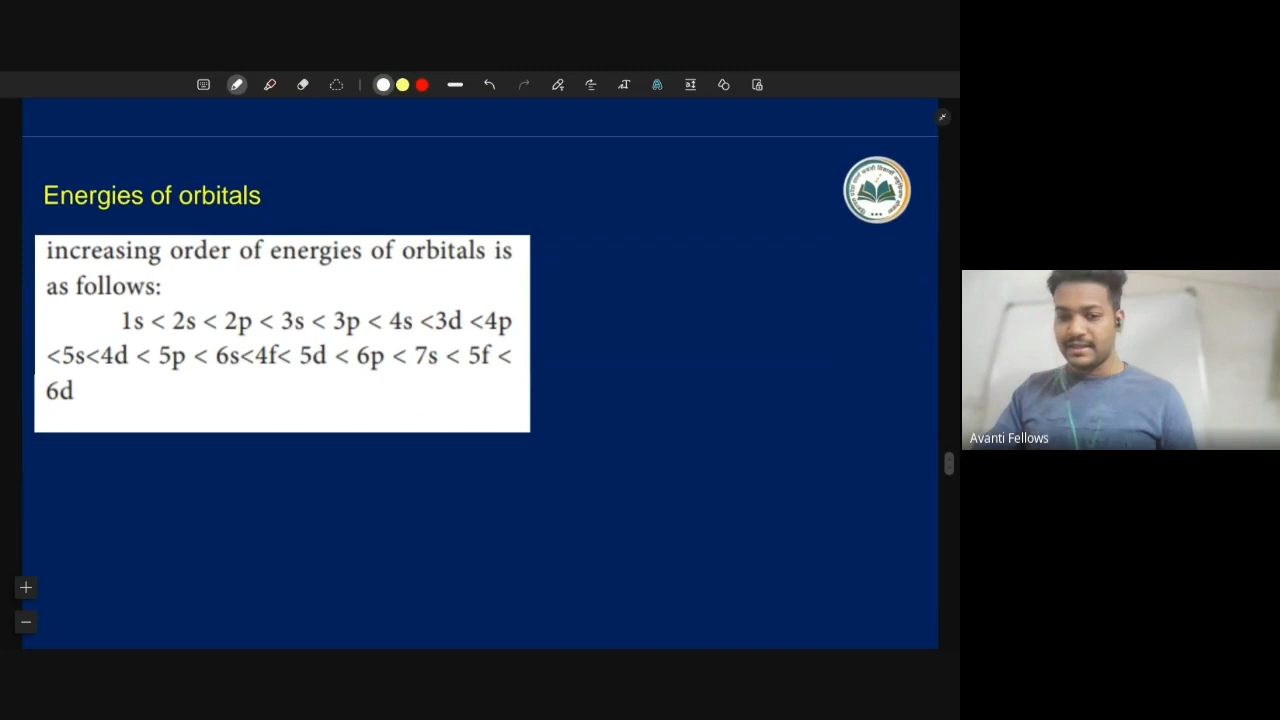 Energies of orbitals
increasing order of energies of orbitals is
as follows:
1s < 2s < 2p < 3s < 3p < 4s <3d <4p
<5s<4d < 5p < 6s<4f< 5d < 6p < 7s < 5f <
6d
Avanti Fellows